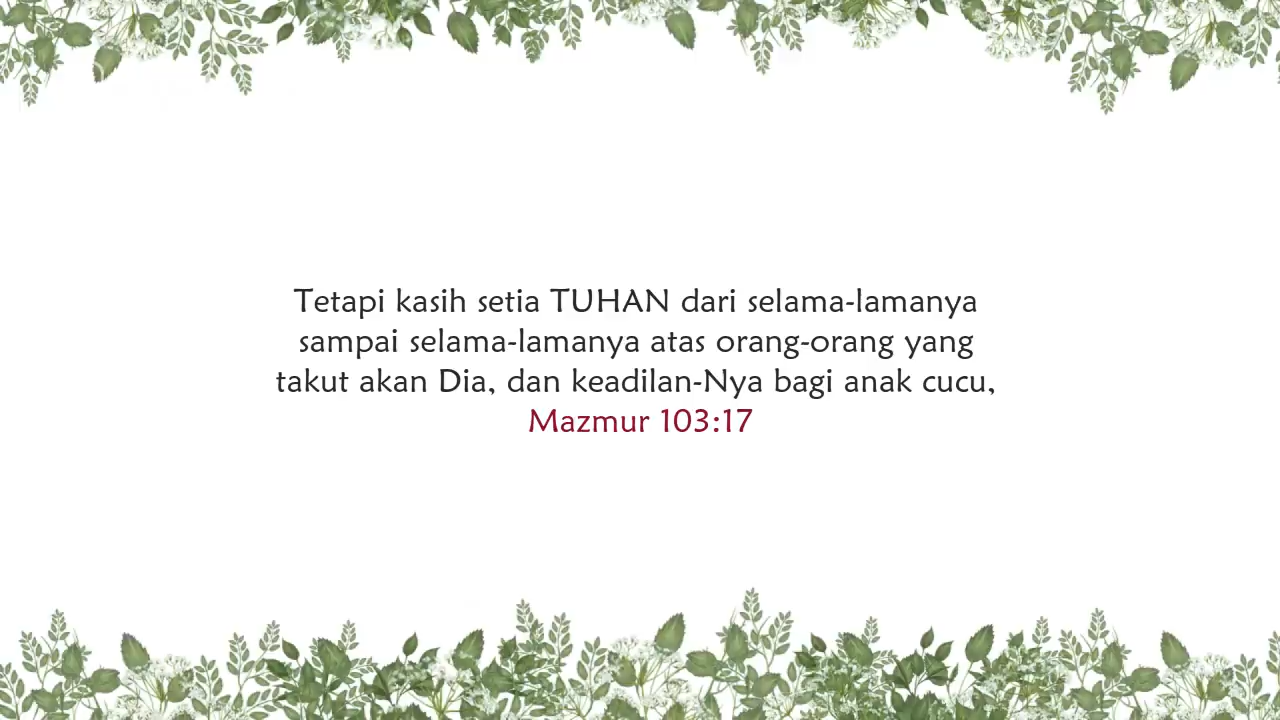 Tetapi kasih setia TUHAN dari selama-lamanya
sampai selama-lamanya atas orang-orang yang
takut akan Dia, dan keadilan-Nya bagi anak cucu,
Mazmur 103:17